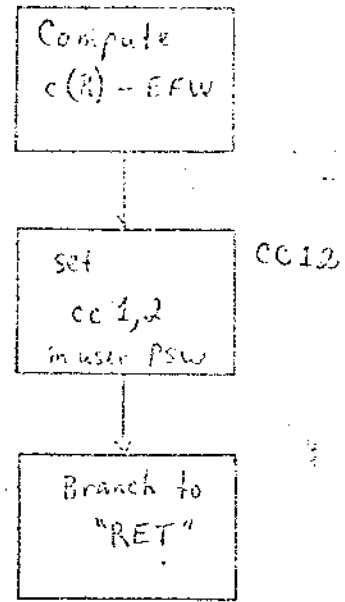 Compute
c(R) - EFW
set
cc 1,2
in user PSW
CC12
Branch to
"RET"